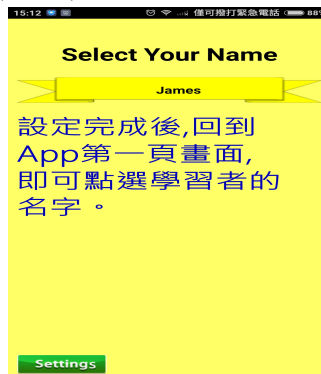 15:12 僅可撥打緊急電話 88%
Select Your Name
James
設定完成後,回到
App第一頁畫面,
即可點選學習者的
名字。
Settings